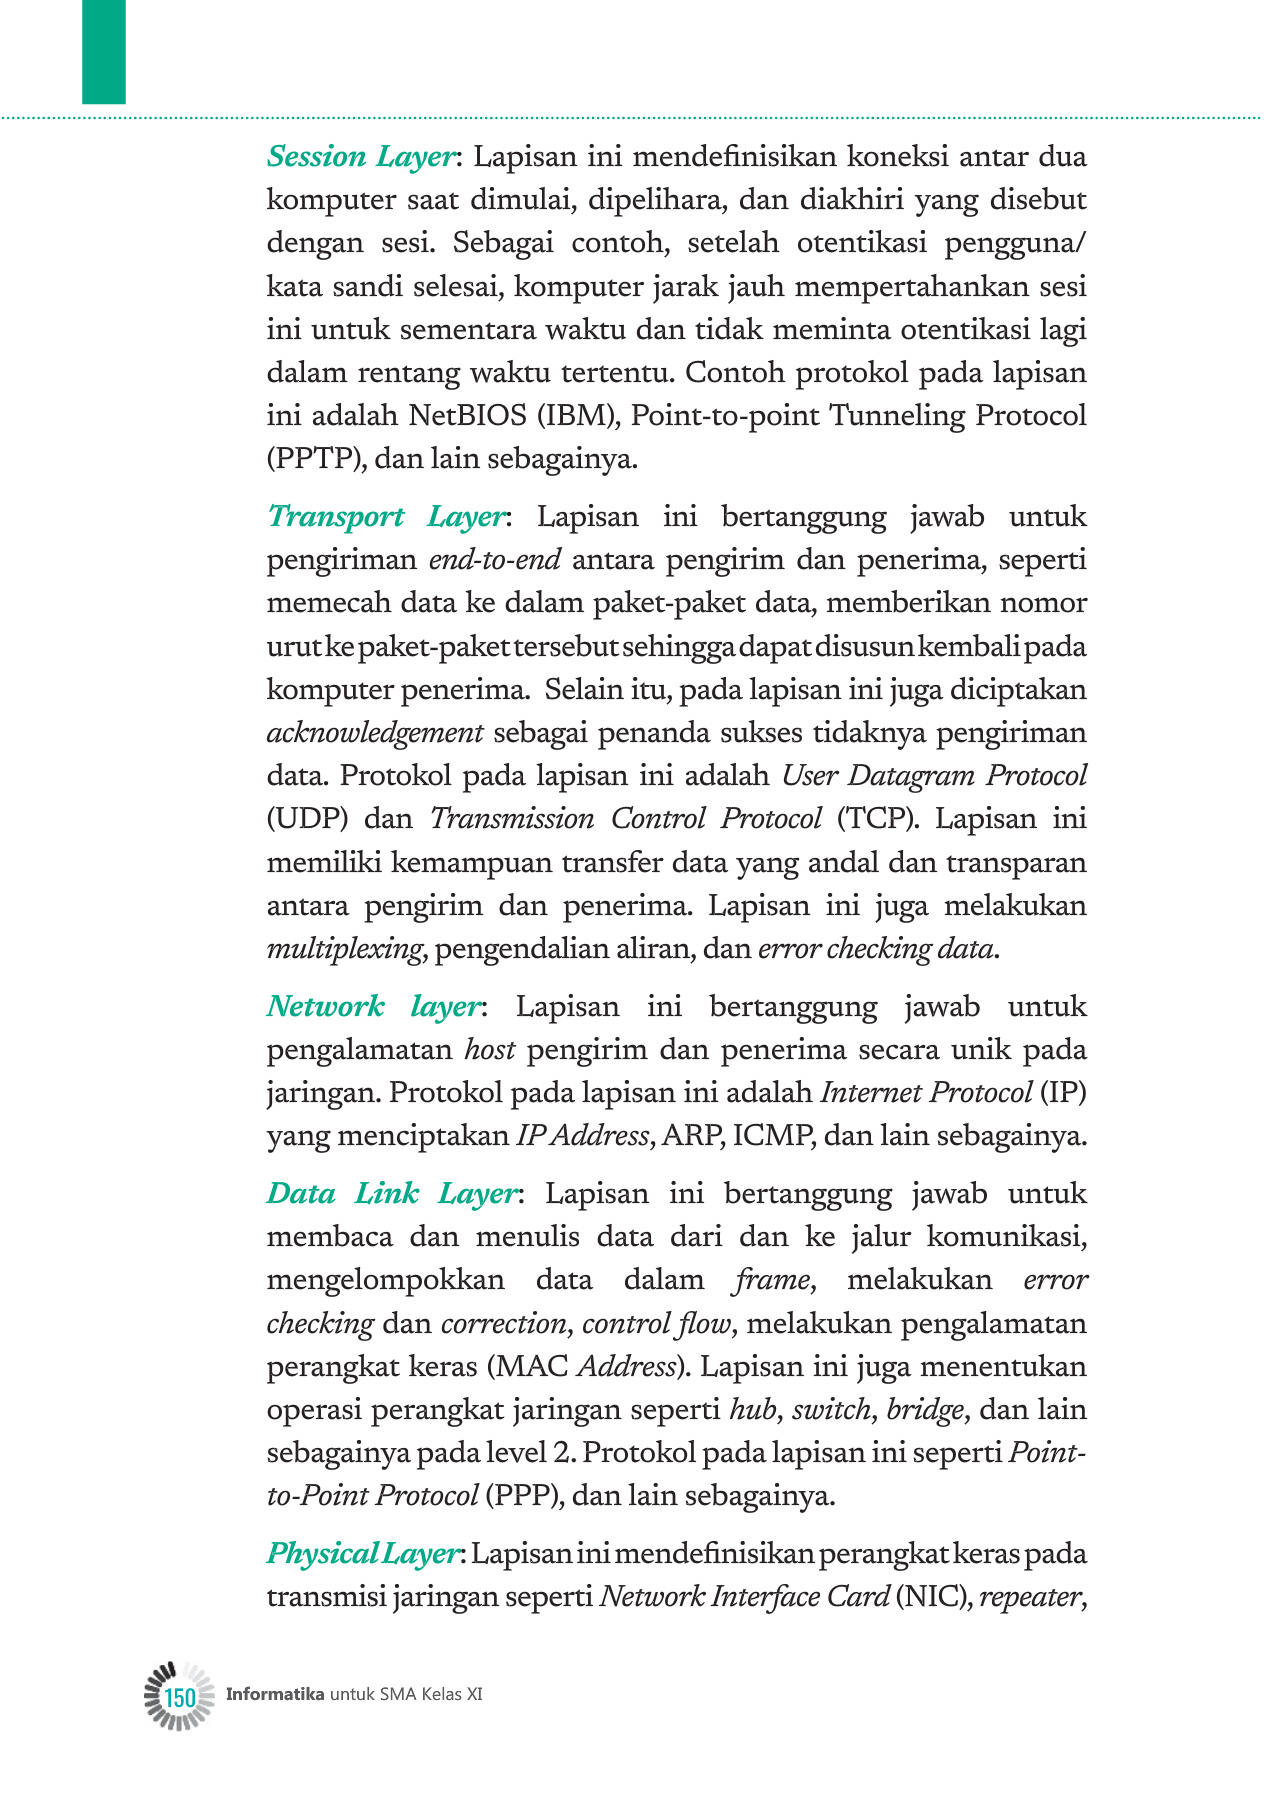 Session Layer: Lapisan ini mendefinisikan koneksi antar dua
komputer saat dimulai, dipelihara, dan diakhiri yang disebut
dengan sesi. Sebagai contoh, setelah otentikasi pengguna/
kata sandi selesai, komputer jarak jauh mempertahankan sesi
ini untuk sementara waktu dan tidak meminta otentikasi lagi
dalam rentang waktu tertentu. Contoh protokol pada lapisan
ini adalah NetBIOS (IBM), Point-to-point Tunneling Protocol
(PPTP), dan lain sebagainya.
Transport Layer: Lapisan ini bertanggung jawab untuk
pengiriman end-to-end antara pengirim dan penerima, seperti
memecah data ke dalam paket-paket data, memberikan nomor
urut ke paket-paket tersebut sehingga dapat disusun kembali pada
komputer penerima. Selain itu, pada lapisan ini juga diciptakan
acknowledgement sebagai penanda sukses tidaknya pengiriman
data. Protokol pada lapisan ini adalah User Datagram Protocol
(UDP) dan Transmission Control Protocol (TCP). Lapisan ini
memiliki kemampuan transfer data yang andal dan transparan
antara pengirim dan penerima. Lapisan ini juga melakukan
multiplexing, pengendalian aliran, dan error checking data.
Network layer: Lapisan ini bertanggung jawab untuk
pengalamatan host pengirim dan penerima secara unik pada
jaringan. Protokol pada lapisan ini adalah Internet Protocol (IP)
yang menciptakan IP Address, ARP, ICMP, dan lain sebagainya.
Data Link Layer: Lapisan ini bertanggung jawab untuk
membaca dan menulis data dari dan ke jalur komunikasi,
mengelompokkan data dalam frame, melakukan error
checking dan correction, control flow, melakukan pengalamatan
perangkat keras (MAC Address). Lapisan ini juga menentukan
operasi perangkat jaringan seperti hub, switch, bridge, dan lain
sebagainya pada level 2. Protokol pada lapisan ini seperti Point-
to-Point Protocol (PPP), dan lain sebagainya.
Physical Layer: Lapisan ini mendefinisikan perangkat keras pada
transmisi jaringan seperti Network Interface Card (NIC), repeater,
150 Informatika untuk SMA Kelas XI